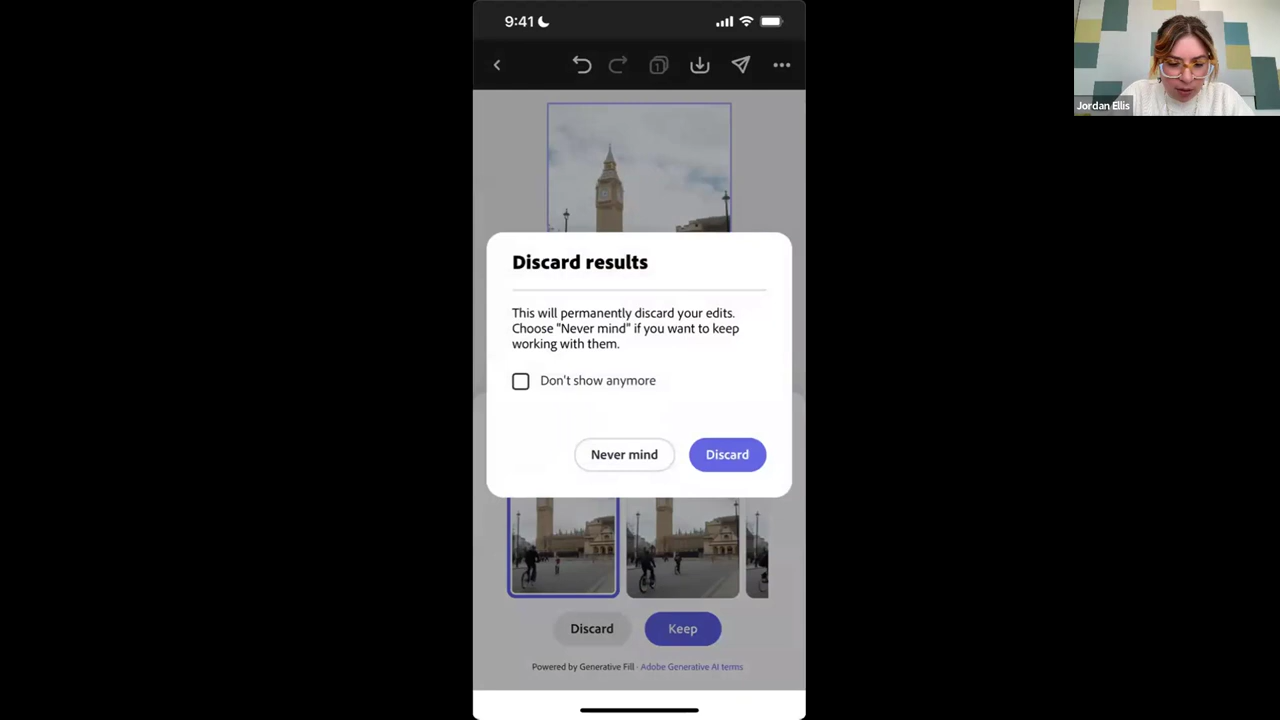 9:41
1
Jordan Ellis
Discard results
This will permanently discard your edits.
Choose "Never mind" if you want to keep
working with them.
Don't show anymore
Never mind
Discard
Discard
Keep
Powered by Generative Fill · Adobe Generative AI terms